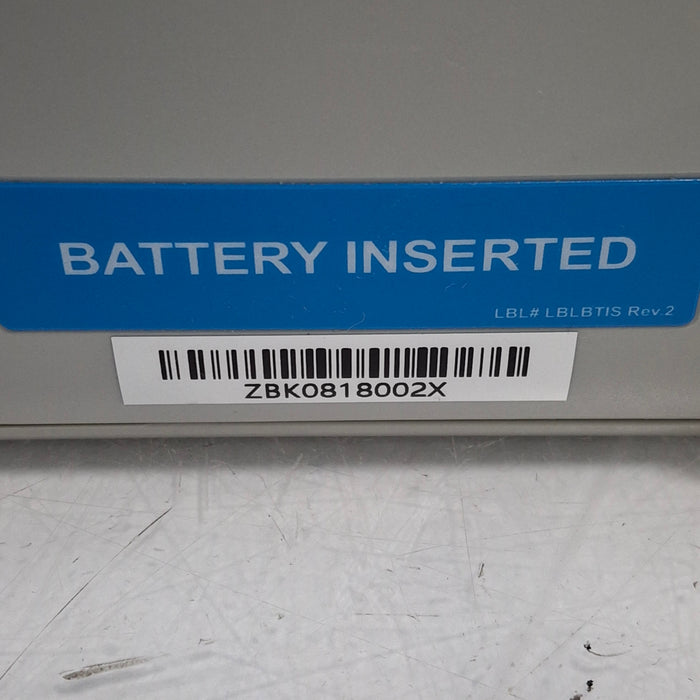 BATTERY INSERTED
LBL# LBLBTIS Rev.2
ZBK0818002X